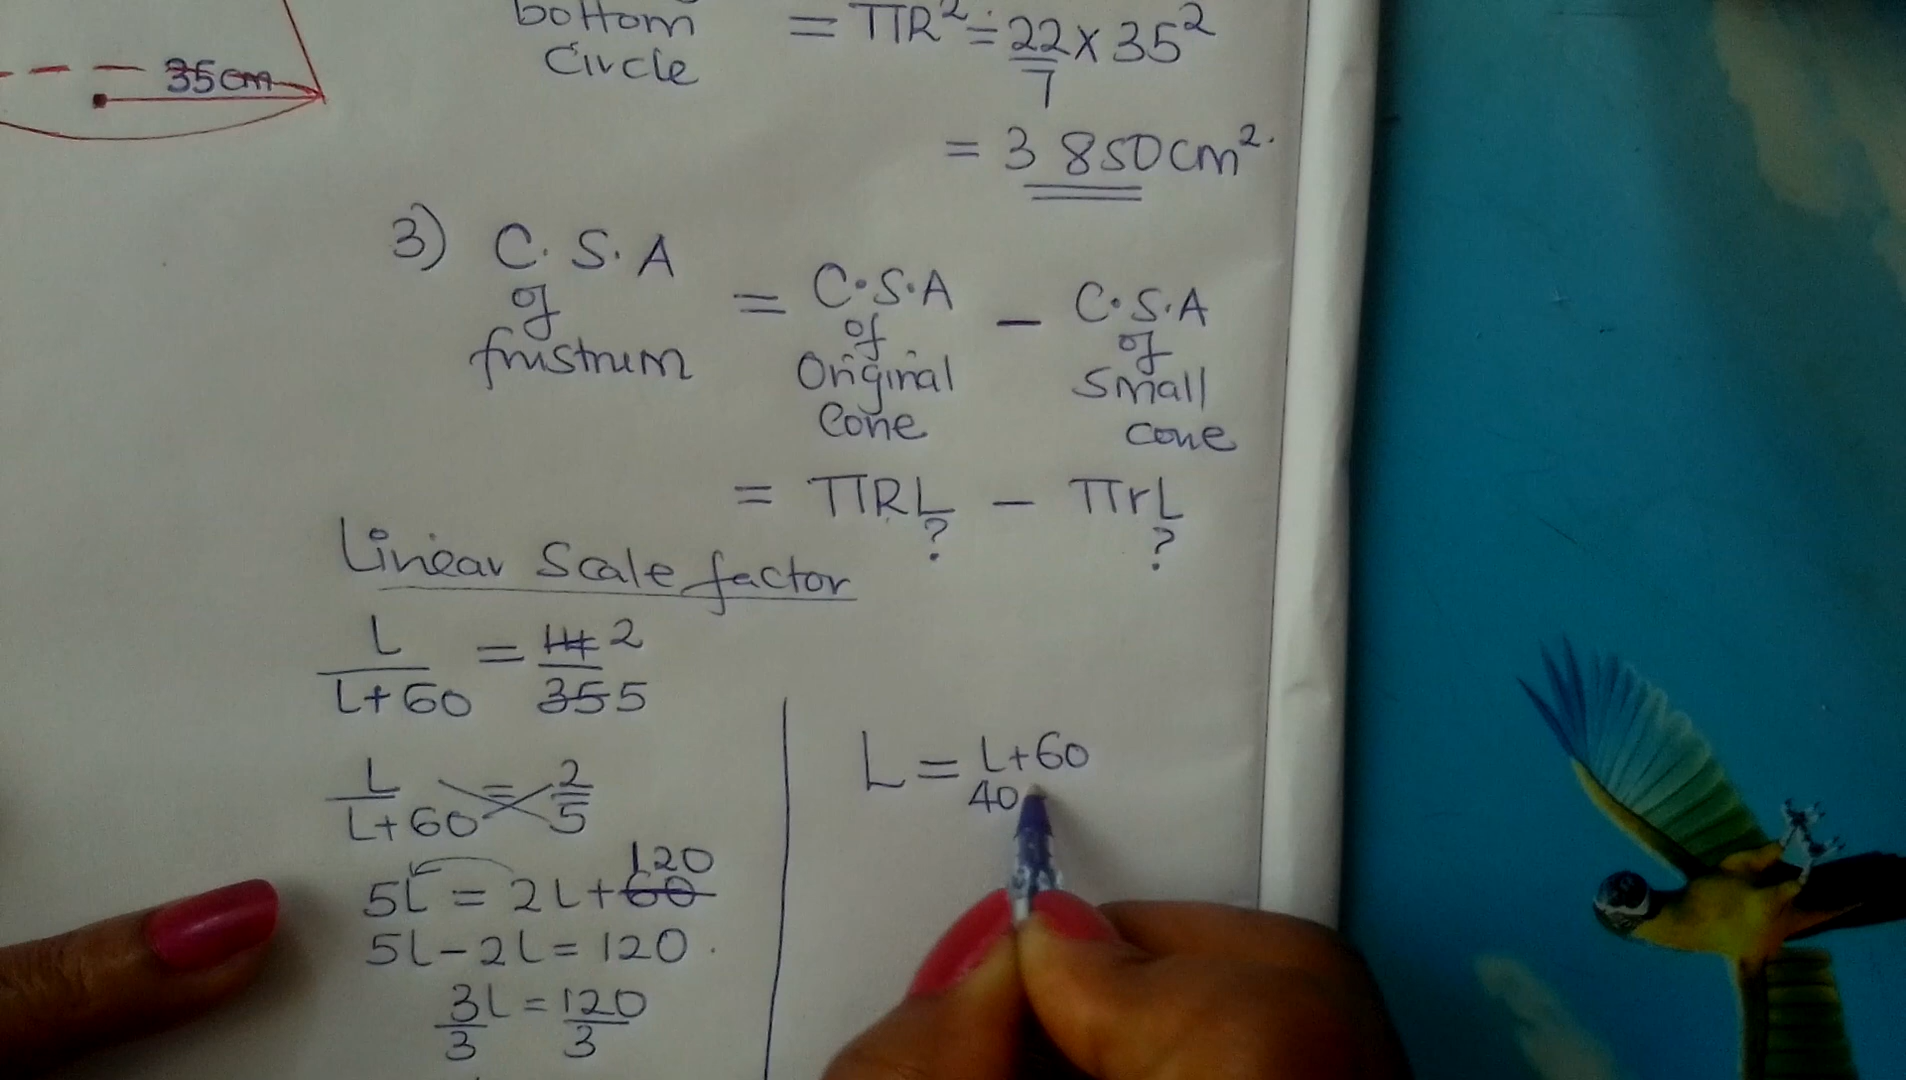 35cm
bottom = πR² = 22/7 × 35²
Circle
= 3 850cm².
3) C.S.A of frustrum = C.S.A of Original Cone − C.S.A of Small cone
= πRL − πrL
? ?
Linear Scale factor
L/L+60 = 14 2/35 5
L/L+60 = 2/5
120
5L = 2L + 60
5L − 2L = 120.
3L/3 = 120/3
L = L+60
40